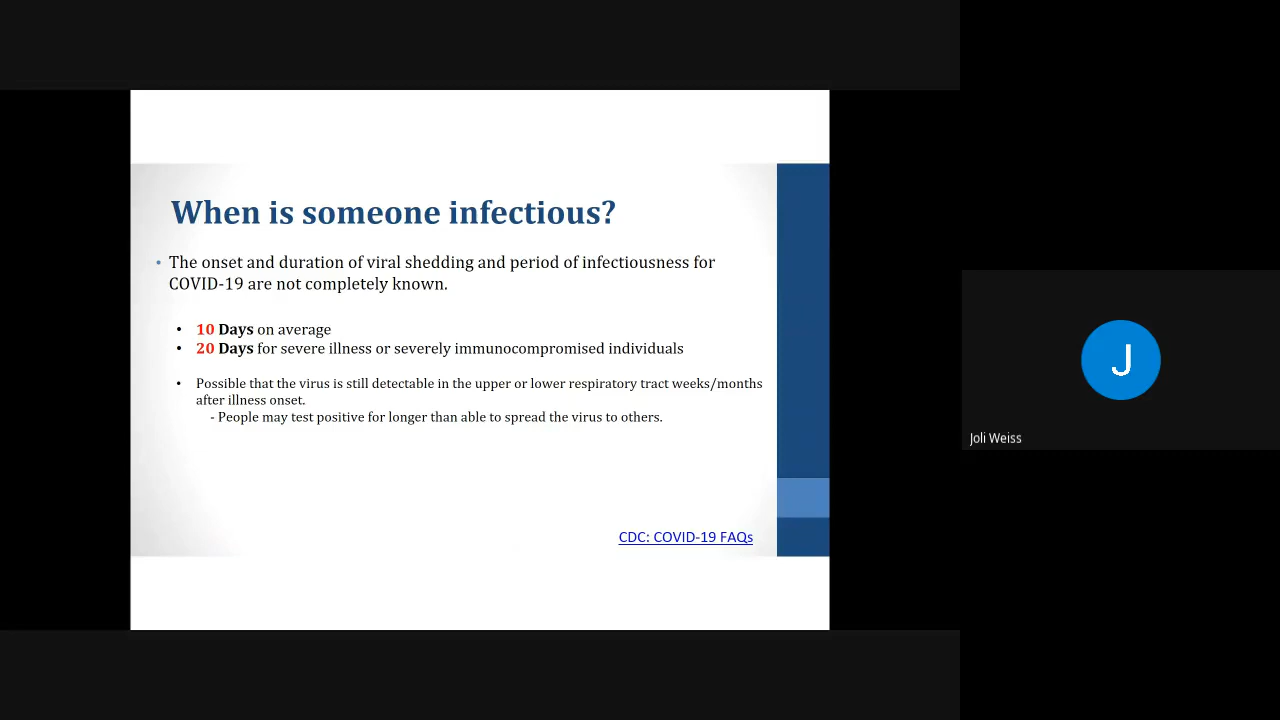 When is someone infectious?
• The onset and duration of viral shedding and period of infectiousness for
COVID-19 are not completely known.
• 10 Days on average
• 20 Days for severe illness or severely immunocompromised individuals
• Possible that the virus is still detectable in the upper or lower respiratory tract weeks/months
after illness onset.
- People may test positive for longer than able to spread the virus to others.
CDC: COVID-19 FAQs
J
Joli Weiss